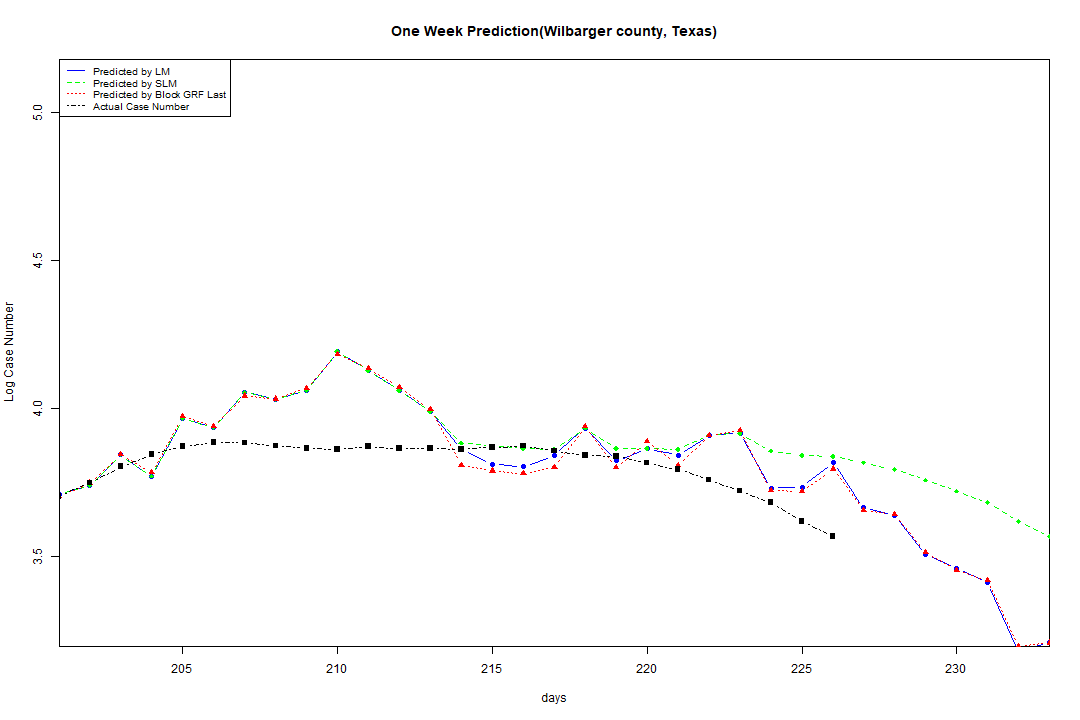 One Week Prediction(Wilbarger county, Texas)
Predicted by LM
Predicted by SLM
Predicted by Block GRF Last
Actual Case Number
5.0
4.5
4.0
3.5
Log Case Number
205
210
215
220
225
230
days